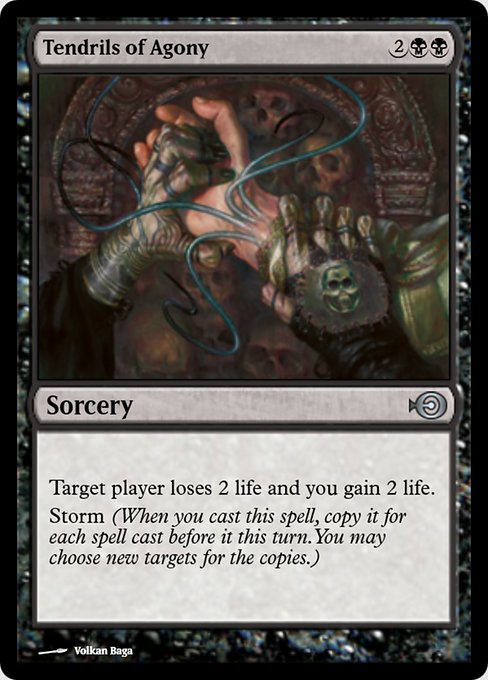 Tendrils of Agony 2
Sorcery
Target player loses 2 life and you gain 2 life.
Storm (When you cast this spell, copy it for
each spell cast before it this turn. You may
choose new targets for the copies.)
Volkan Baga